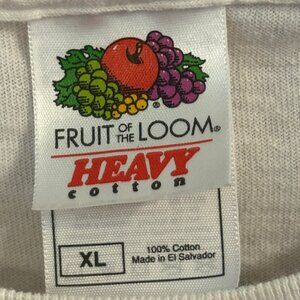 FRUIT OF THE LOOM®
HEAVY
cotton
XL
100% Cotton
Made in El Salvador